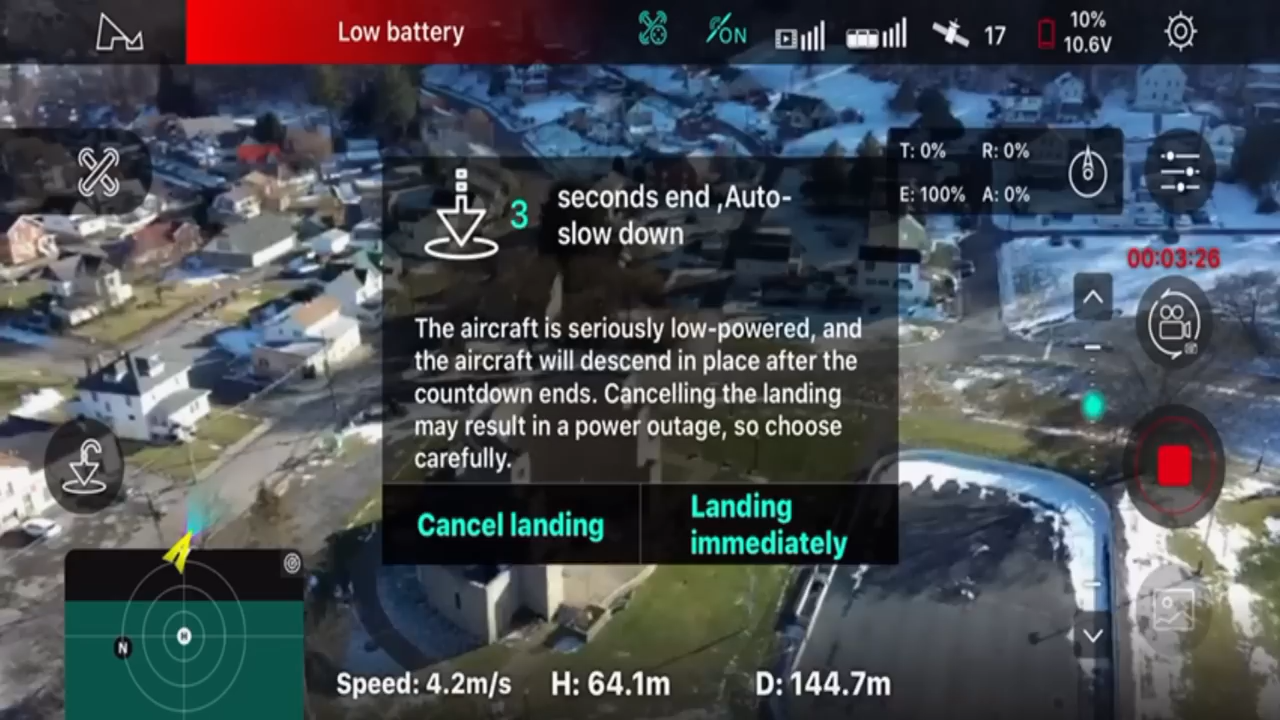 Low battery
ON
17
10%
10.6V
T: 0% R: 0%
E: 100% A: 0%
3
seconds end ,Auto-
slow down
00:03:26
The aircraft is seriously low-powered, and
the aircraft will descend in place after the
countdown ends. Cancelling the landing
may result in a power outage, so choose
carefully.
Cancel landing
Landing
immediately
N
H
Speed: 4.2m/s H: 64.1m D: 144.7m